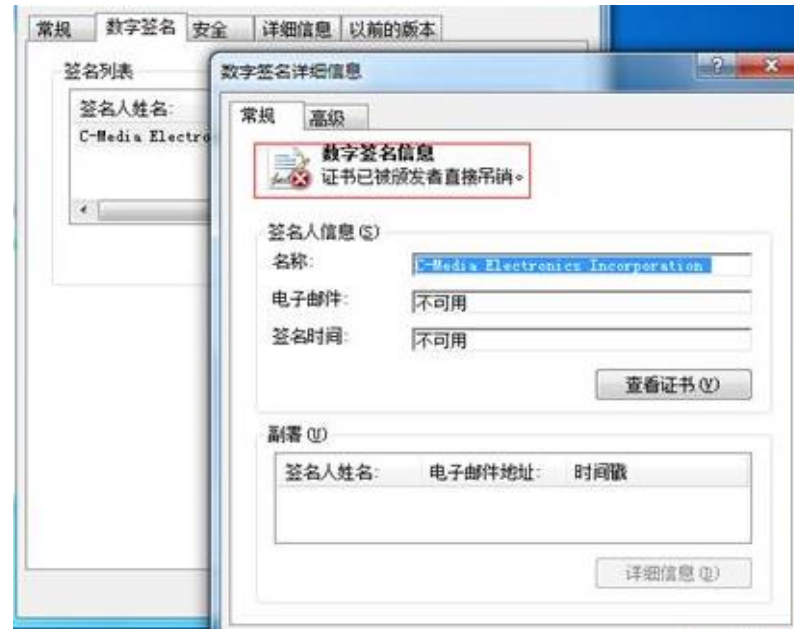 常规 数字签名 安全 详细信息 以前的版本
签名列表
签名人姓名:
C-Media Electro
数字签名详细信息
常规 高级
数字签名信息
证书已被颁发者直接吊销。
签名人信息(S)
名称: C-Media Electronics Incorporation
电子邮件: 不可用
签名时间: 不可用
查看证书(V)
副署(U)
签名人姓名: 电子邮件地址: 时间戳
详细信息(D)